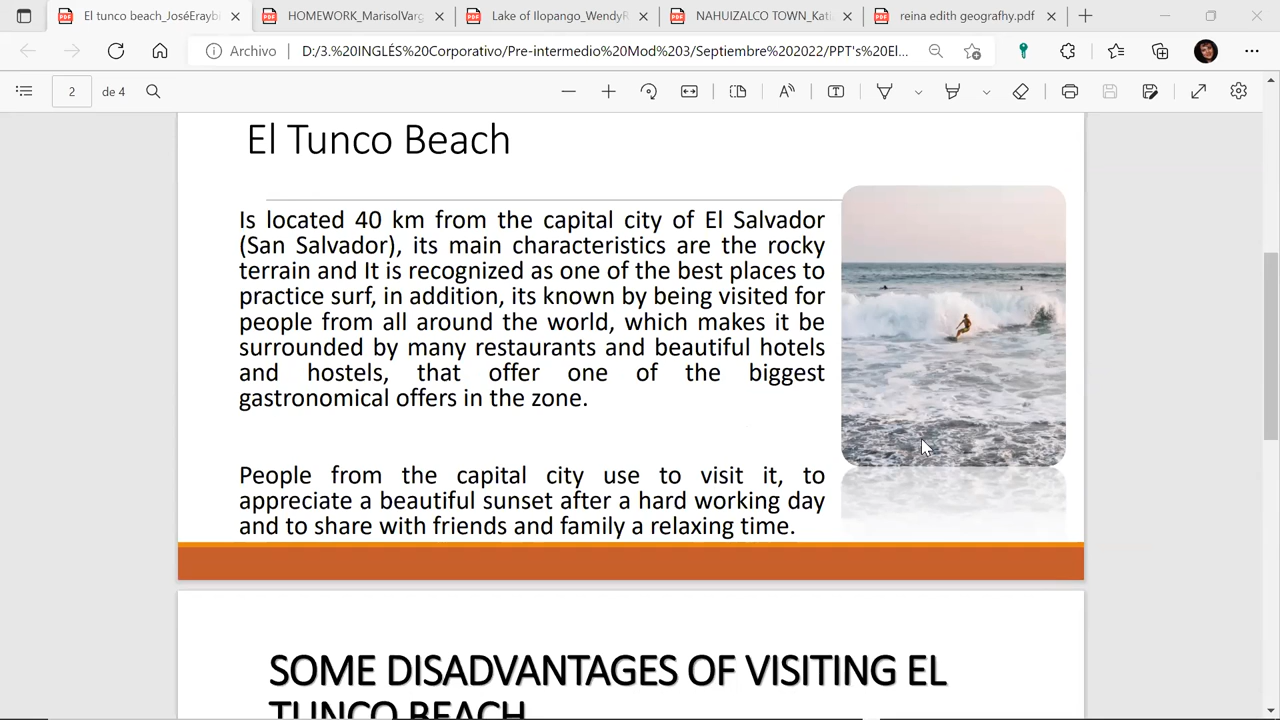 El tunco beach_JoséErayb
HOMEWORK_MarisolVarg
Lake of Ilopango_WendyR
NAHUIZALCO TOWN_Kati
reina edith geografhy.pdf
Archivo
D:/3.%20INGLÉS%20Corporativo/Pre-intermedio%20Mod%203/Septiembre%202022/PPT's%20El...
2
de 4
El Tunco Beach
Is located 40 km from the capital city of El Salvador
(San Salvador), its main characteristics are the rocky
terrain and It is recognized as one of the best places to
practice surf, in addition, its known by being visited for
people from all around the world, which makes it be
surrounded by many restaurants and beautiful hotels
and hostels, that offer one of the biggest
gastronomical offers in the zone.
People from the capital city use to visit it, to
appreciate a beautiful sunset after a hard working day
and to share with friends and family a relaxing time.
SOME DISADVANTAGES OF VISITING EL
TUNCO BEACH